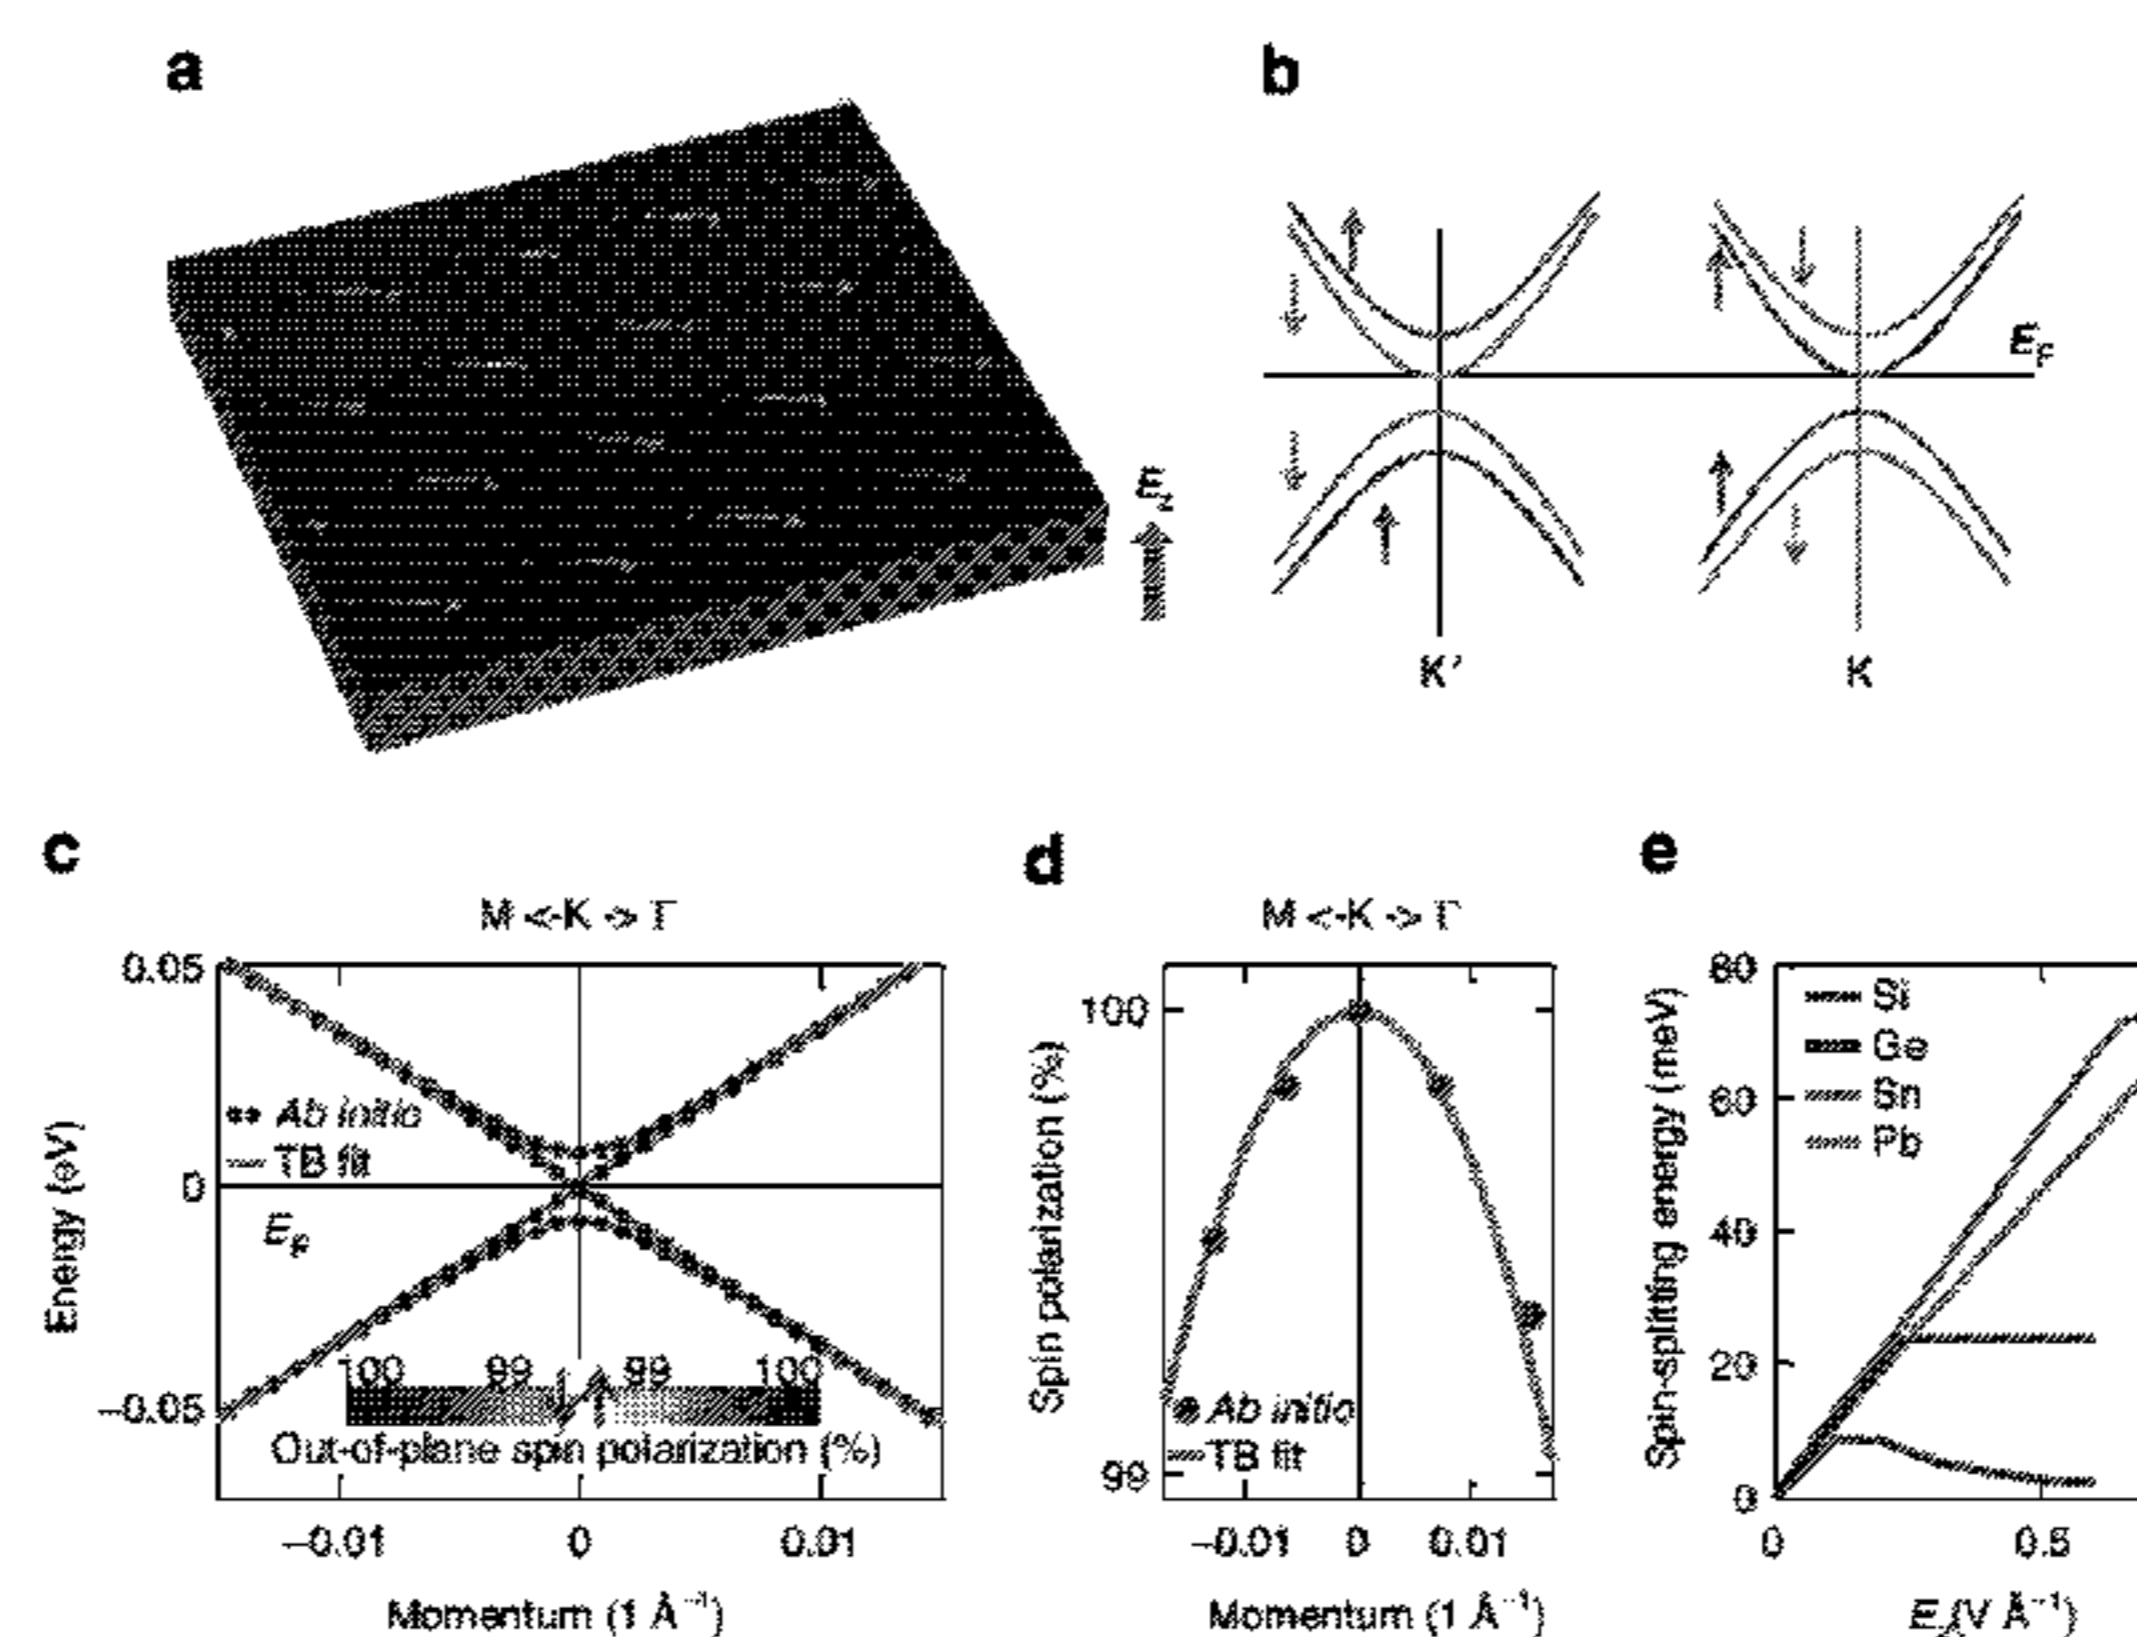 a
E_z
b
E_F
K′
K
c
M <-K -> Γ
0.05
0
−0.05
Energy (eV)
Ab initio
TB fit
E_F
100 99 99 100
Out-of-plane spin polarization (%)
−0.01 0 0.01
Momentum (1 Å⁻¹)
d
M <-K -> Γ
100
99
Spin polarization (%)
Ab initio
TB fit
−0.01 0 0.01
Momentum (1 Å⁻¹)
e
80
60
40
20
0
Spin-splitting energy (meV)
Si
Ge
Sn
Pb
0 0.5
E_z(V Å⁻¹)